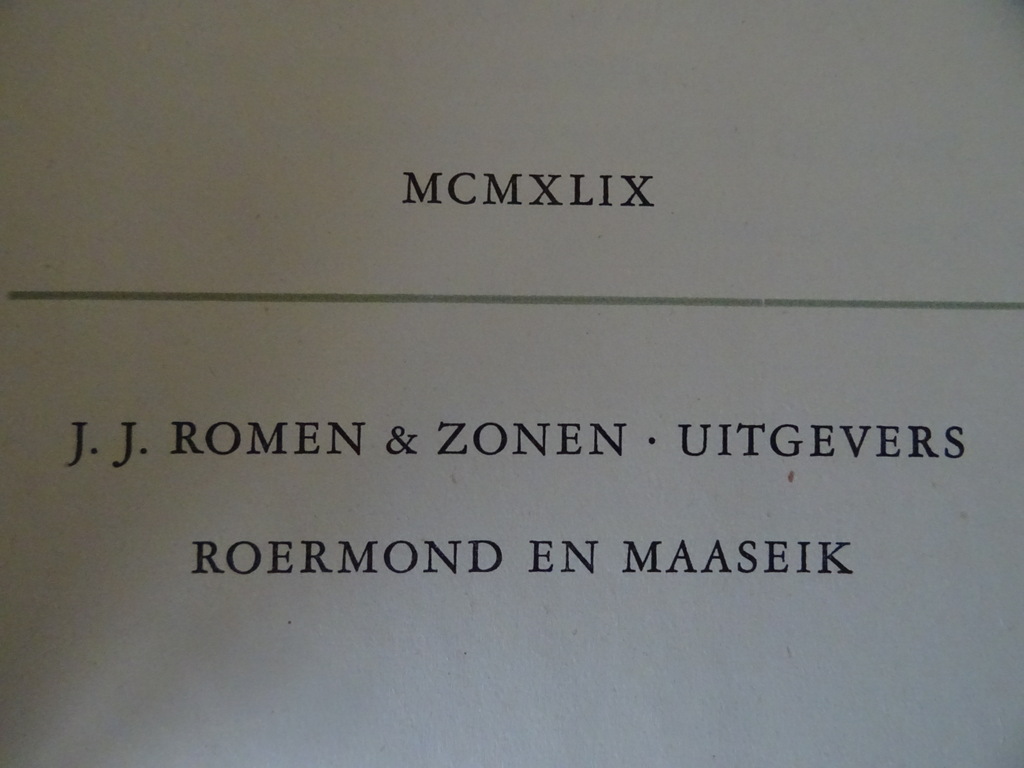 MCMXLIX
J. J. ROMEN & ZONEN · UITGEVERS
ROERMOND EN MAASEIK